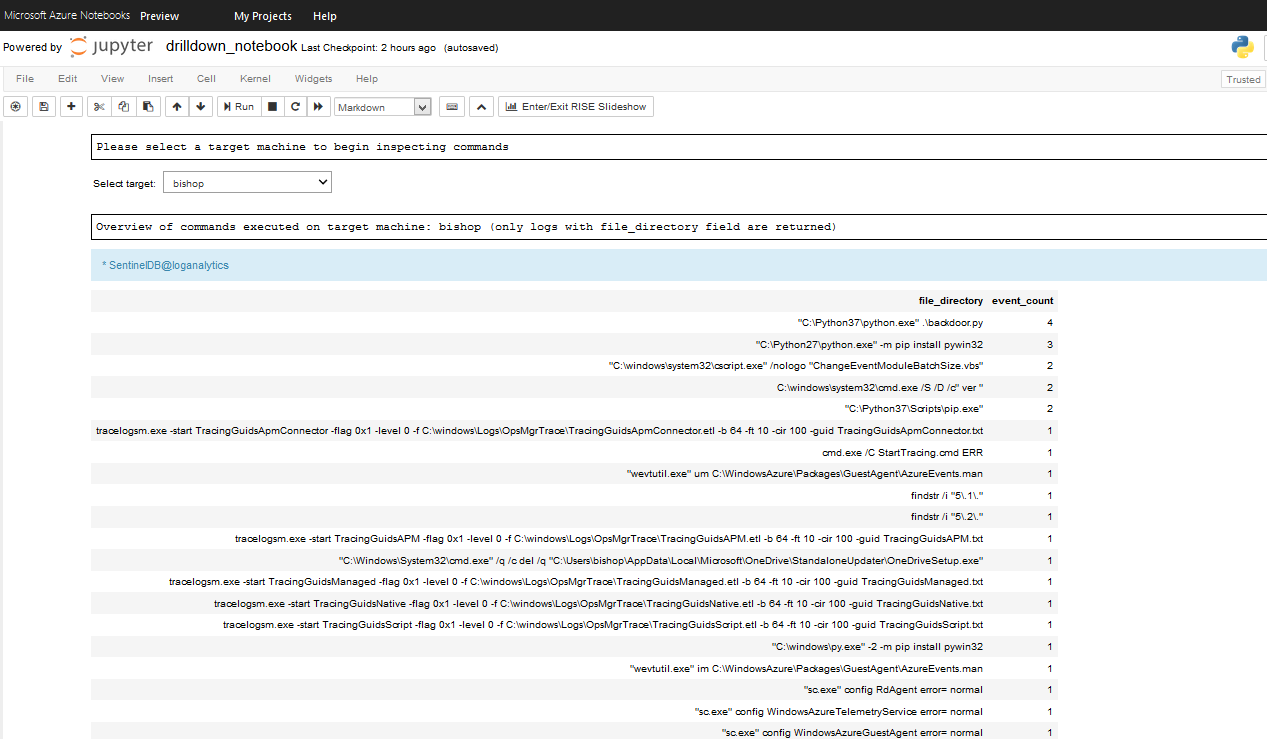 Microsoft Azure Notebooks Preview My Projects Help
Powered by jupyter drilldown_notebook Last Checkpoint: 2 hours ago (autosaved)
File Edit View Insert Cell Kernel Widgets Help Trusted
Run Markdown Enter/Exit RISE Slideshow
Please select a target machine to begin inspecting commands
Select target: bishop
Overview of commands executed on target machine: bishop (only logs with file_directory field are returned)
* SentinelDB@loganalytics
file_directory event_count
"C:\Python37\python.exe" .\backdoor.py 4
"C:\Python27\python.exe" -m pip install pywin32 3
"C:\windows\system32\cscript.exe" /nologo "ChangeEventModuleBatchSize.vbs" 2
C:\windows\system32\cmd.exe /S /D /c" ver " 2
"C:\Python37\Scripts\pip.exe" 2
tracelogsm.exe -start TracingGuidsApmConnector -flag 0x1 -level 0 -f C:\windows\Logs\OpsMgrTrace\TracingGuidsApmConnector.etl -b 64 -ft 10 -cir 100 -guid TracingGuidsApmConnector.txt 1
cmd.exe /C StartTracing.cmd ERR 1
"wevtutil.exe" um C:\WindowsAzure\Packages\GuestAgent\AzureEvents.man 1
findstr /i "5\.1\." 1
findstr /i "5\.2\." 1
tracelogsm.exe -start TracingGuidsAPM -flag 0x1 -level 0 -f C:\windows\Logs\OpsMgrTrace\TracingGuidsAPM.etl -b 64 -ft 10 -cir 100 -guid TracingGuidsAPM.txt 1
"C:\Windows\System32\cmd.exe" /q /c del /q "C:\Users\bishop\AppData\Local\Microsoft\OneDrive\StandaloneUpdater\OneDriveSetup.exe" 1
tracelogsm.exe -start TracingGuidsManaged -flag 0x1 -level 0 -f C:\windows\Logs\OpsMgrTrace\TracingGuidsManaged.etl -b 64 -ft 10 -cir 100 -guid TracingGuidsManaged.txt 1
tracelogsm.exe -start TracingGuidsNative -flag 0x1 -level 0 -f C:\windows\Logs\OpsMgrTrace\TracingGuidsNative.etl -b 64 -ft 10 -cir 100 -guid TracingGuidsNative.txt 1
tracelogsm.exe -start TracingGuidsScript -flag 0x1 -level 0 -f C:\windows\Logs\OpsMgrTrace\TracingGuidsScript.etl -b 64 -ft 10 -cir 100 -guid TracingGuidsScript.txt 1
"C:\windows\py.exe" -2 -m pip install pywin32 1
"wevtutil.exe" im C:\WindowsAzure\Packages\GuestAgent\AzureEvents.man 1
"sc.exe" config RdAgent error= normal 1
"sc.exe" config WindowsAzureTelemetryService error= normal 1
"sc.exe" config WindowsAzureGuestAgent error= normal 1